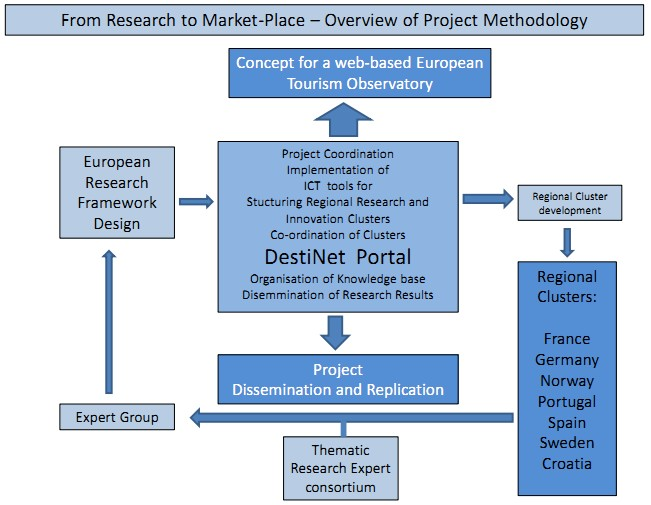 From Research to Market-Place – Overview of Project Methodology
Concept for a web-based European
Tourism Observatory
European
Research
Framework
Design
Project Coordination
Implementation of
ICT tools for
Stucturing Regional Research and
Innovation Clusters
Co-ordination of Clusters
DestiNet Portal
Organisation of Knowledge base
Disemmination of Research Results
Regional Cluster
development
Regional
Clusters:
France
Germany
Norway
Portugal
Spain
Sweden
Croatia
Project
Dissemination and Replication
Expert Group
Thematic
Research Expert
consortium